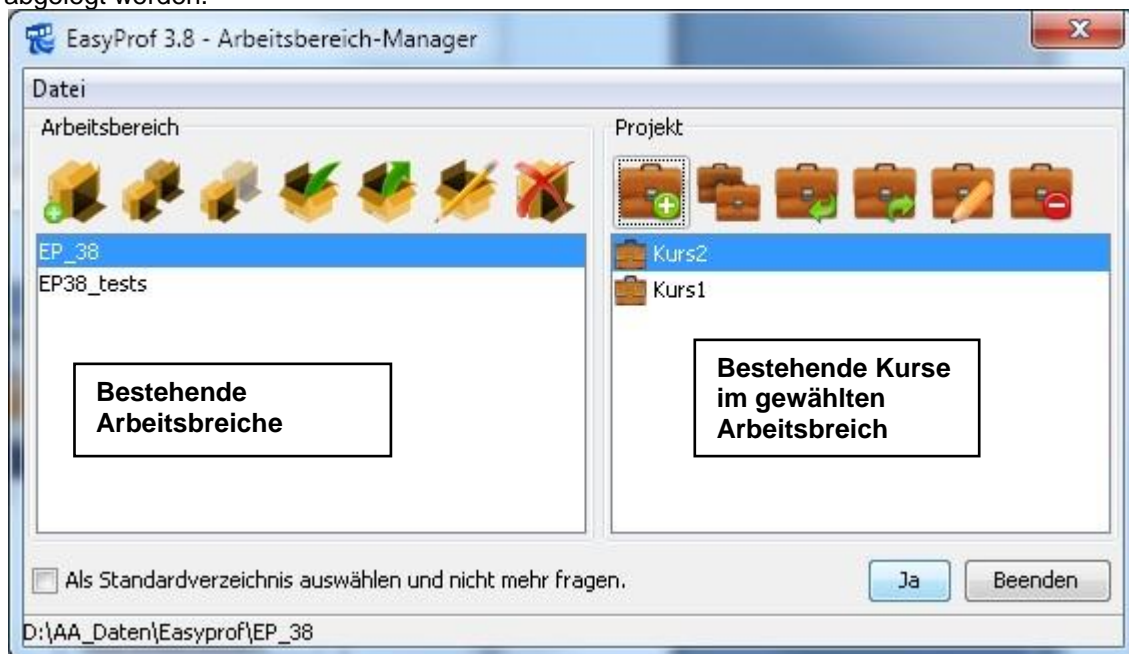 abgelegt worden.
EasyProf 3.8 - Arbeitsbereich-Manager
Datei
Arbeitsbereich
Projekt
EP_38
EP38_tests
Kurs2
Kurs1
Bestehende
Arbeitsbreiche
Bestehende Kurse
im gewählten
Arbeitsbreich
Als Standardverzeichnis auswählen und nicht mehr fragen.
Ja
Beenden
D:\AA_Daten\Easyprof\EP_38